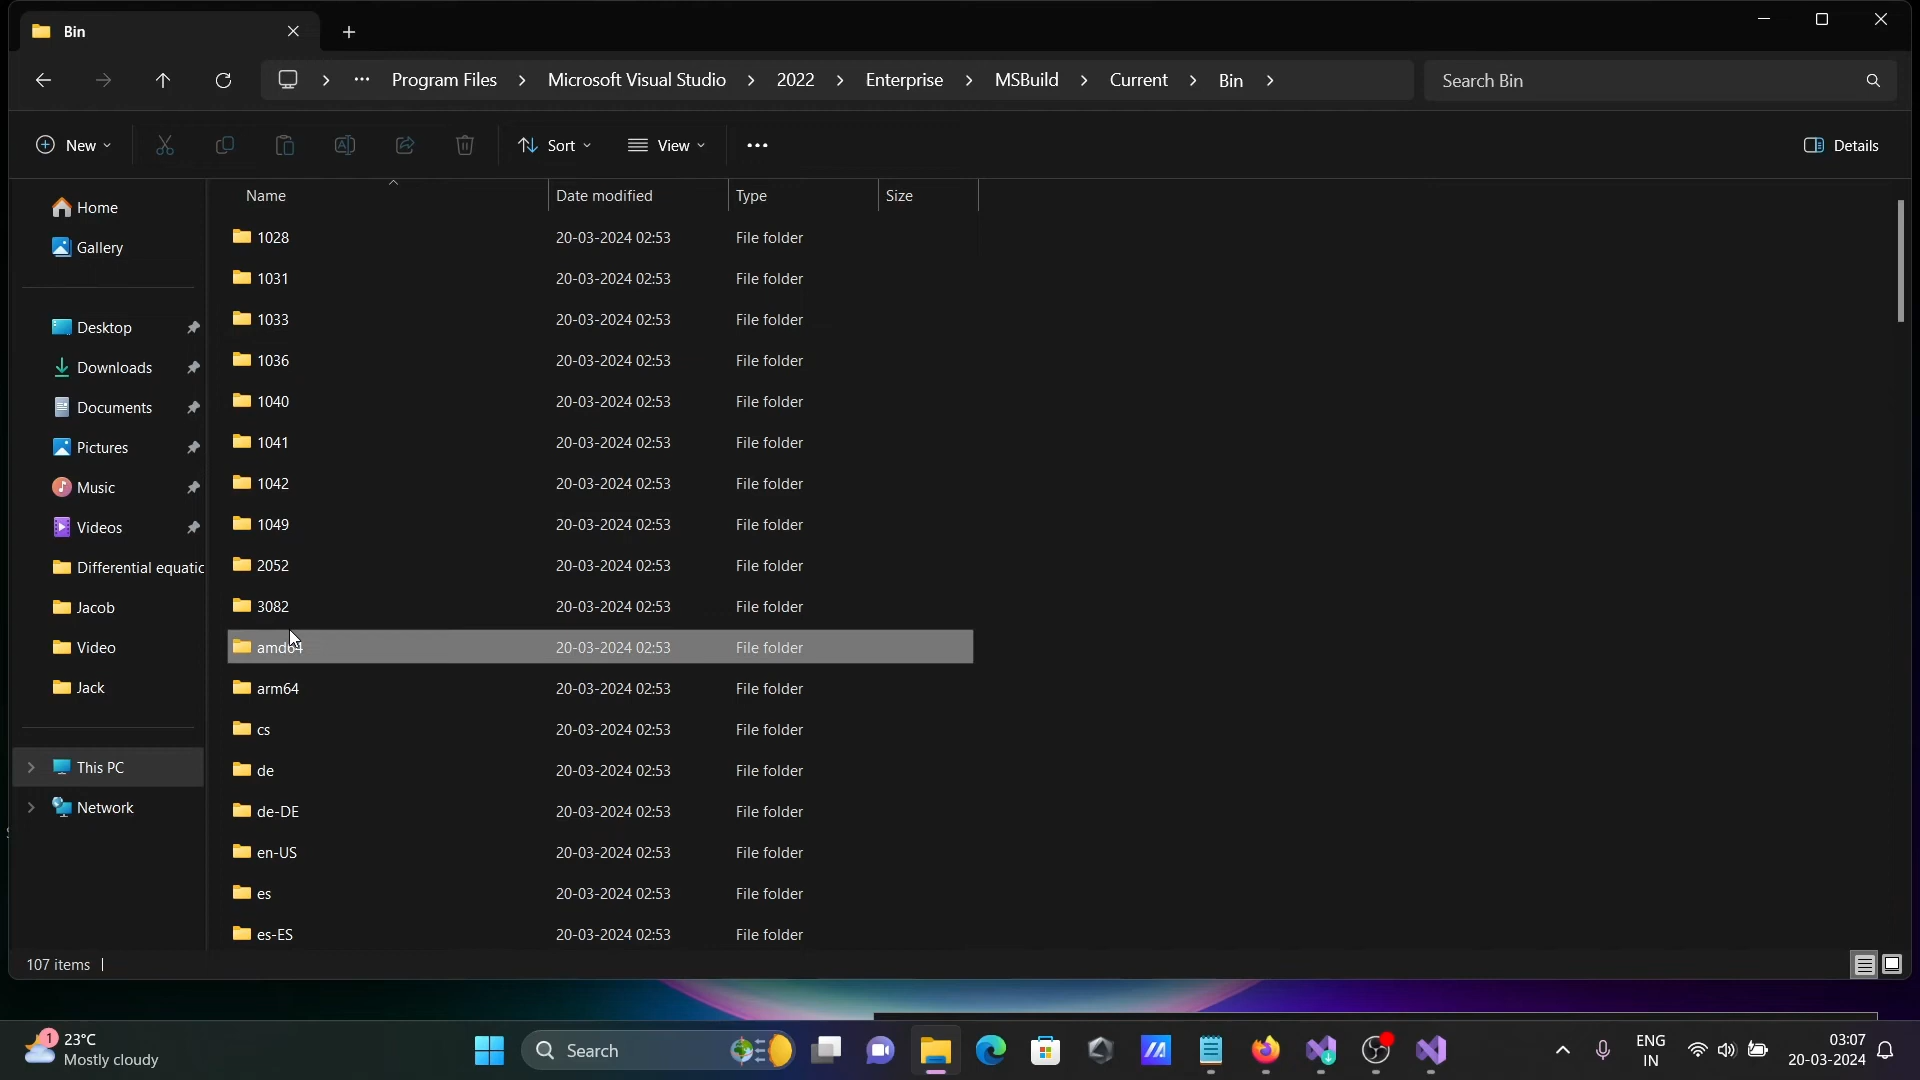 Bin
Program Files Microsoft Visual Studio 2022 Enterprise MSBuild Current Bin Search Bin
New Sort View Details
Name Date modified Type Size
Home
Gallery
Desktop
Downloads
Documents
Pictures
Music
Videos
Differential equatic
Jacob
Video
Jack
This PC
Network
1028 20-03-2024 02:53 File folder
1031 20-03-2024 02:53 File folder
1033 20-03-2024 02:53 File folder
1036 20-03-2024 02:53 File folder
1040 20-03-2024 02:53 File folder
1041 20-03-2024 02:53 File folder
1042 20-03-2024 02:53 File folder
1049 20-03-2024 02:53 File folder
2052 20-03-2024 02:53 File folder
3082 20-03-2024 02:53 File folder
amd64 20-03-2024 02:53 File folder
arm64 20-03-2024 02:53 File folder
cs 20-03-2024 02:53 File folder
de 20-03-2024 02:53 File folder
de-DE 20-03-2024 02:53 File folder
en-US 20-03-2024 02:53 File folder
es 20-03-2024 02:53 File folder
es-ES 20-03-2024 02:53 File folder
107 items
1
23°C
Mostly cloudy
Search
ENG
IN
03:07
20-03-2024